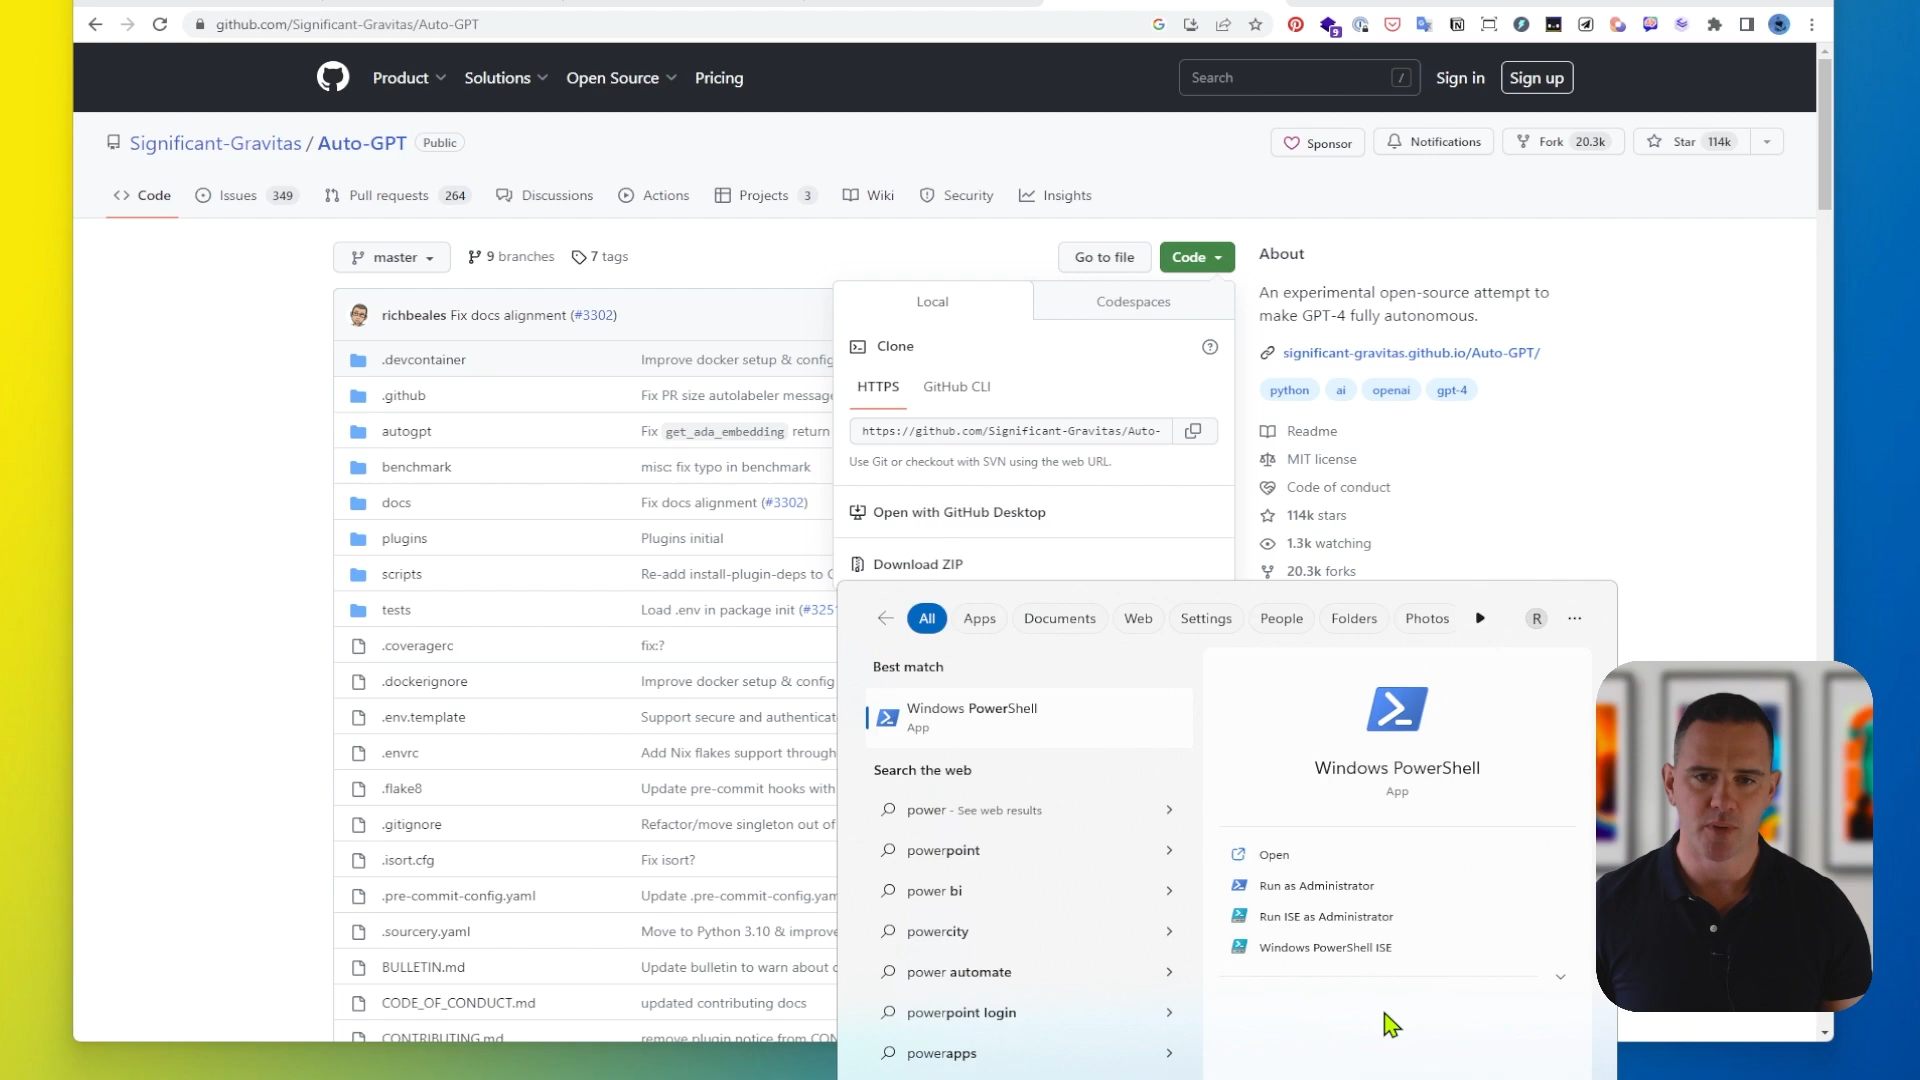 github.com/Significant-Gravitas/Auto-GPT
9
Product
Solutions
Open Source
Pricing
Search
/
Sign in
Sign up
Significant-Gravitas / Auto-GPT
Public
Sponsor
Notifications
Fork 20.3k
Star 114k
Code
Issues 349
Pull requests 264
Discussions
Actions
Projects 3
Wiki
Security
Insights
master
9 branches
7 tags
Go to file
Code
richbeales Fix docs alignment (#3302)
.devcontainer
Improve docker setup & config
.github
Fix PR size autolabeler message
autogpt
Fix get_ada_embedding return
benchmark
misc: fix typo in benchmark
docs
Fix docs alignment (#3302)
plugins
Plugins initial
scripts
Re-add install-plugin-deps to
tests
Load .env in package init (#325
.coveragerc
fix:?
.dockerignore
Improve docker setup & config
.env.template
Support secure and authenticat
.envrc
Add Nix flakes support through
.flake8
Update pre-commit hooks with
.gitignore
Refactor/move singleton out of
.isort.cfg
Fix isort?
.pre-commit-config.yaml
Update .pre-commit-config.yam
.sourcery.yaml
Move to Python 3.10 & improve
BULLETIN.md
Update bulletin to warn about
CODE_OF_CONDUCT.md
updated contributing docs
CONTRIBUTING.md
remove plugin notice from CON
Local
Codespaces
Clone
HTTPS
GitHub CLI
https://github.com/Significant-Gravitas/Auto-
Use Git or checkout with SVN using the web URL.
Open with GitHub Desktop
Download ZIP
About
An experimental open-source attempt to
make GPT-4 fully autonomous.
significant-gravitas.github.io/Auto-GPT/
python
ai
openai
gpt-4
Readme
MIT license
Code of conduct
114k stars
1.3k watching
20.3k forks
All
Apps
Documents
Web
Settings
People
Folders
Photos
R
Best match
Windows PowerShell
App
Search the web
power - See web results
powerpoint
power bi
powercity
power automate
powerpoint login
powerapps
Windows PowerShell
App
Open
Run as Administrator
Run ISE as Administrator
Windows PowerShell ISE